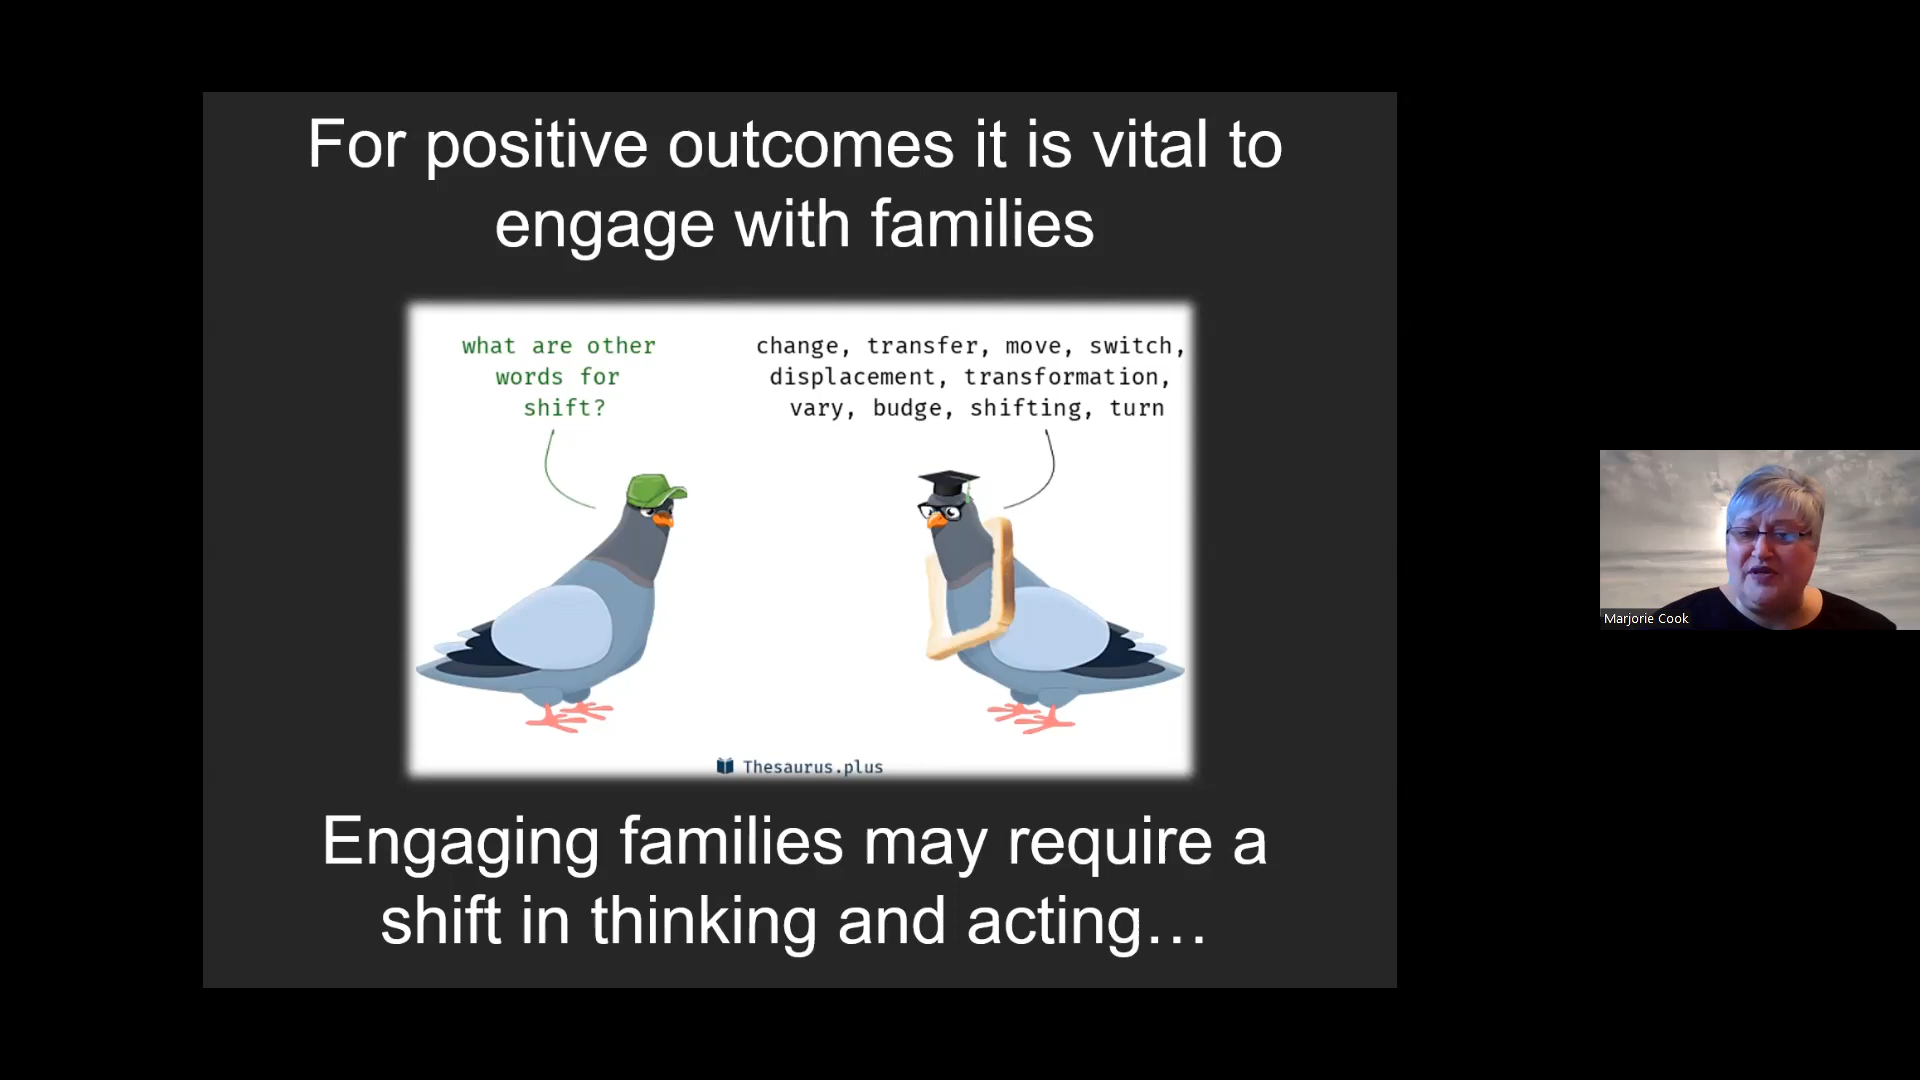 For positive outcomes it is vital to
engage with families
what are other
words for
shift?
change, transfer, move, switch,
displacement, transformation,
vary, budge, shifting, turn
Thesaurus.plus
Engaging families may require a
shift in thinking and acting…
Marjorie Cook